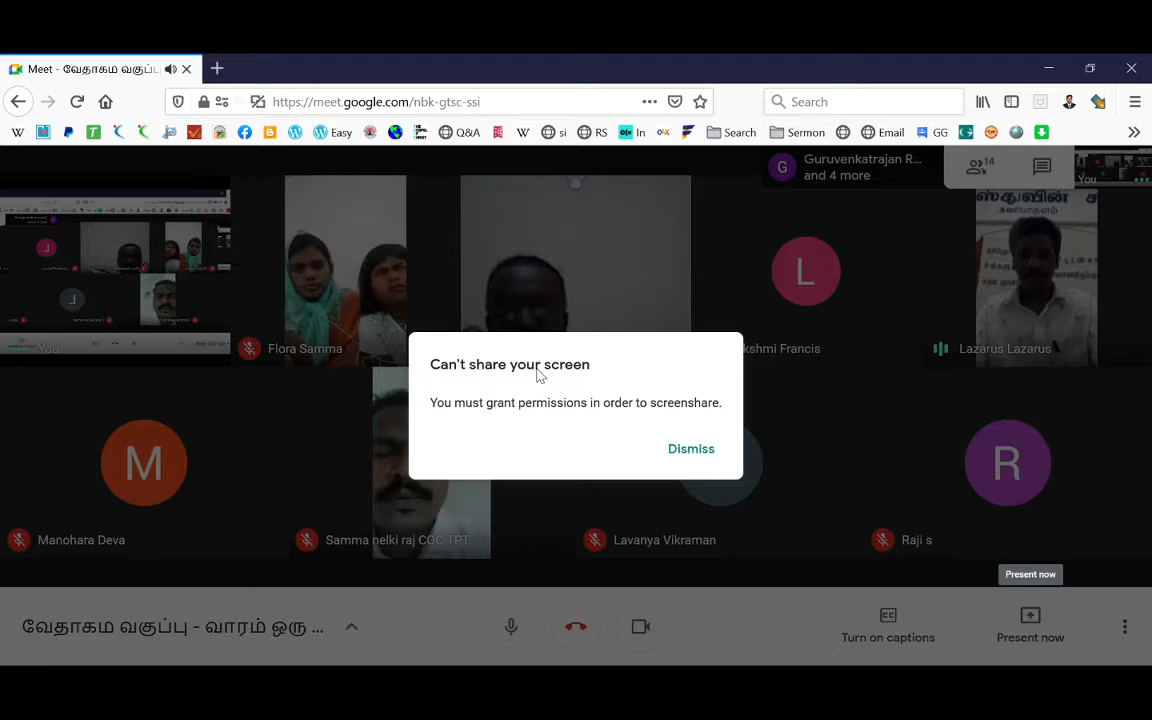 Meet - வேதாகம வகுப்பு
https://meet.google.com/nbk-gtsc-ssi
Search
Easy
Q&A
si
RS
In
Search
Sermon
Email
GG
G
Guruvenkatrajan R...
and 4 more
14
You
You
Flora Samma
L
kshmi Francis
Lazarus Lazarus
J
Can't share your screen
You must grant permissions in order to screenshare.
Dismiss
M
R
Manohara Deva
Samma nelki raj COC TPT
Lavanya Vikraman
Raji s
Present now
வேதாகம வகுப்பு - வாரம் ஒரு ...
Turn on captions
Present now